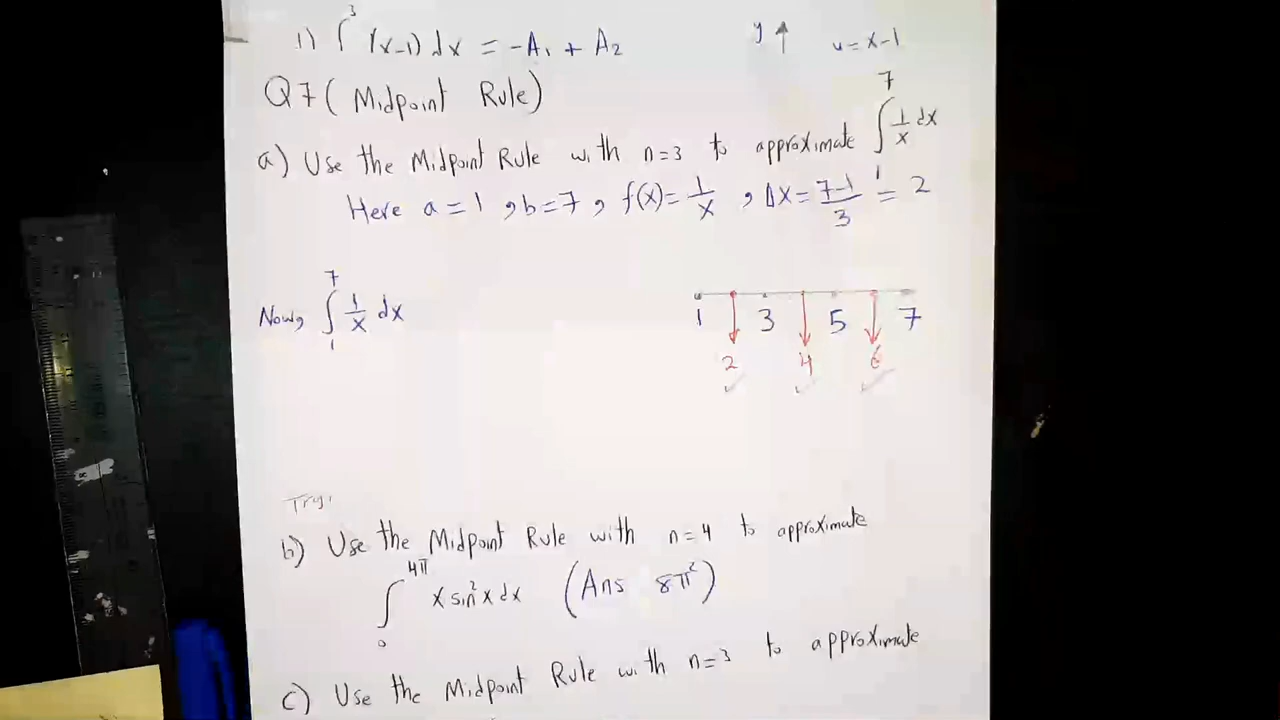 1) ∫³ (x-1) dx = -A₁ + A₂
y
u = x-1
Q7 ( Midpoint Rule)
a) Use the Midpoint Rule with n=3 to approximate ∫₁⁷ 1/x dx
Here a = 1 , b = 7 , f(x) = 1/x , Δx = 7-1/3 = 2
Now, ∫₁⁷ 1/x dx
1 3 5 7
2 4 6
Try:
b) Use the Midpoint Rule with n=4 to approximate
∫₀^4π x sin²x dx (Ans 8π²)
c) Use the Midpoint Rule with n=3 to approximate